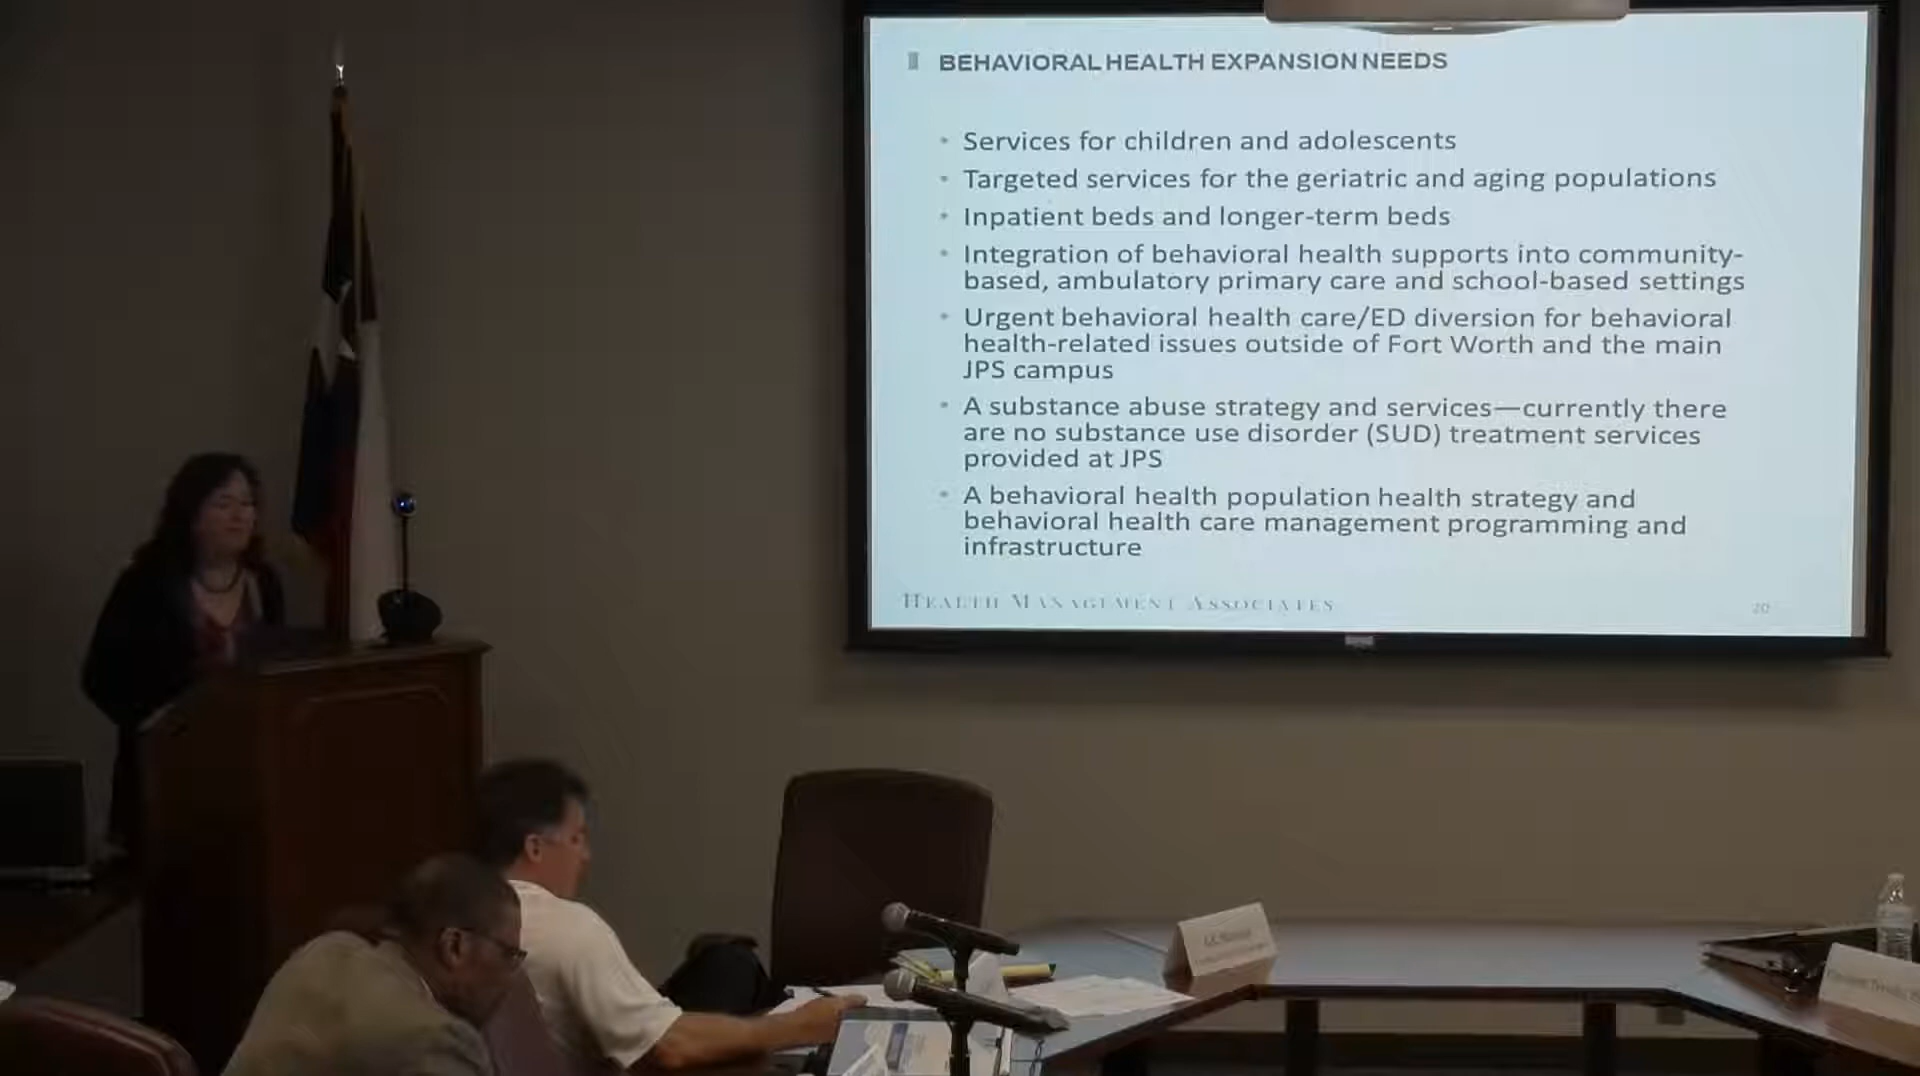 BEHAVIORAL HEALTH EXPANSION NEEDS
• Services for children and adolescents
• Targeted services for the geriatric and aging populations
• Inpatient beds and longer-term beds
• Integration of behavioral health supports into community-
based, ambulatory primary care and school-based settings
• Urgent behavioral health care/ED diversion for behavioral
health-related issues outside of Fort Worth and the main
JPS campus
• A substance abuse strategy and services—currently there
are no substance use disorder (SUD) treatment services
provided at JPS
• A behavioral health population health strategy and
behavioral health care management programming and
infrastructure
HEALTH MANAGEMENT ASSOCIATES
20